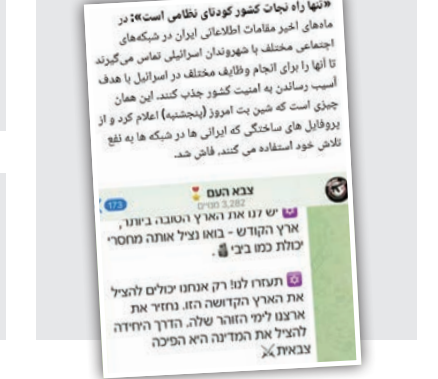 «تنها راه نجات کشور کودتای نظامی است»: در
ماه‌های اخیر مقامات اطلاعاتی ایران در شبکه‌های
اجتماعی مختلف با شهروندان اسرائیلی تماس می‌گیرند
تا آنها را برای انجام وظایف مختلف در اسرائیل با هدف
آسیب رساندن به امنیت کشور جذب کنند. این همان
چیزی است که شین بت امروز (پنجشنبه) اعلام کرد و از
پروفایل های ساختگی که ایرانی ها در شبکه ها به نفع
تلاش خود استفاده می کنند، فاش شد.
צבא העם
3,282 מנויים
173
יש לנו את הארץ הטובה ביותר,
ארץ הקודש - בואו נציל אותה מחסרי
יכולת כמו ביבי.
תעזרו לנו! רק אנחנו יכולים להציל
את הארץ הקדושה הזו. נחזיר את
ארצנו לימי הזוהר שלה. הדרך היחידה
להציל את המדינה היא הפיכה
צבאית